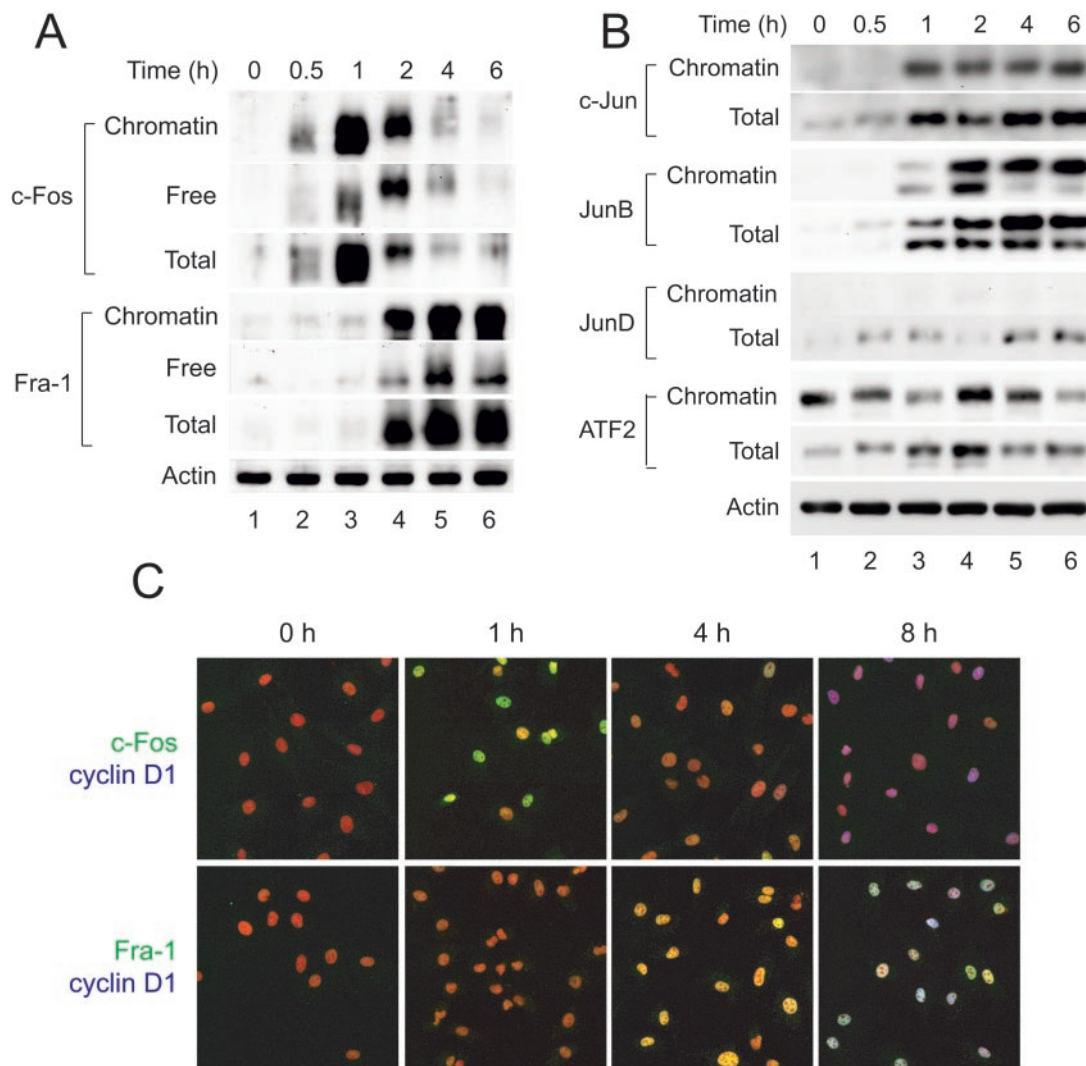 A
Time (h) 0 0.5 1 2 4 6
c-Fos
Chromatin
Free
Total
Fra-1
Chromatin
Free
Total
Actin
1 2 3 4 5 6
B
Time (h) 0 0.5 1 2 4 6
c-Jun
Chromatin
Total
JunB
Chromatin
Total
JunD
Chromatin
Total
ATF2
Chromatin
Total
Actin
1 2 3 4 5 6
C
0 h 1 h 4 h 8 h
c-Fos
cyclin D1
Fra-1
cyclin D1